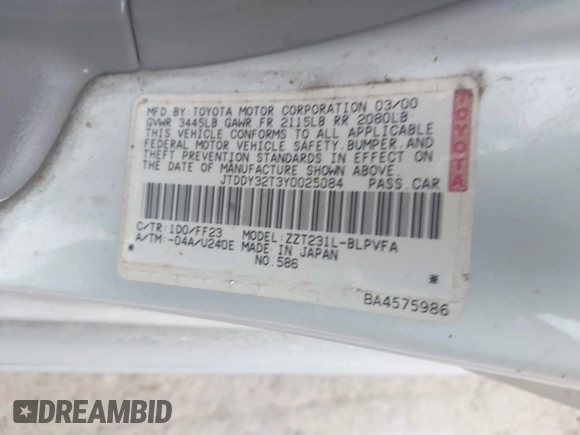 MFD BY TOYOTA MOTOR CORPORATION 03/00
GVWR 3445LB GAWR FR 2115LB RR 2080LB
THIS VEHICLE CONFORMS TO ALL APPLICABLE
FEDERAL MOTOR VEHICLE SAFETY,BUMPER,AND
THEFT PREVENTION STANDARDS IN EFFECT ON
THE DATE OF MANUFACTURE SHOWN ABOVE.
JTDDY32T3Y0025084 PASS.CAR
C/TR:1D0/FF23 MODEL:ZZT231L-BLPVFA
A/TM:-04A/U240E MADE IN JAPAN
NO.586
BA4575986
TOYOTA
DREAMBID